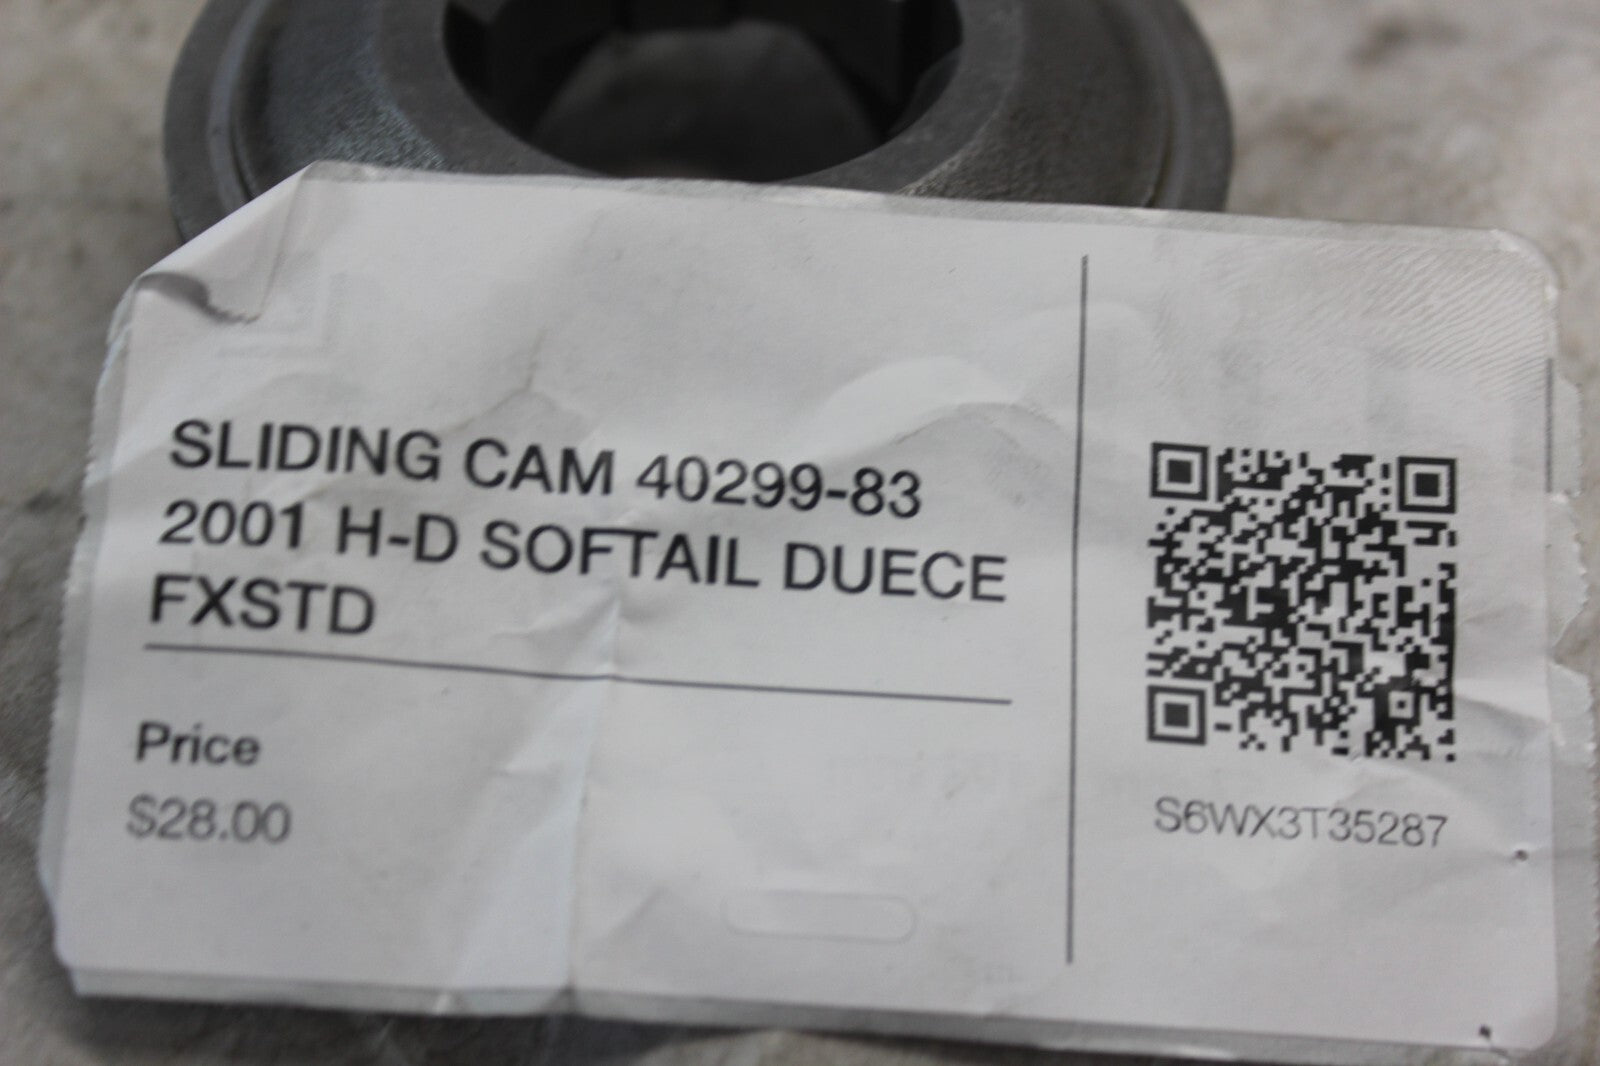 SLIDING CAM 40299-83
2001 H-D SOFTAIL DUECE
FXSTD
Price
$28.00
S6WX3T35287